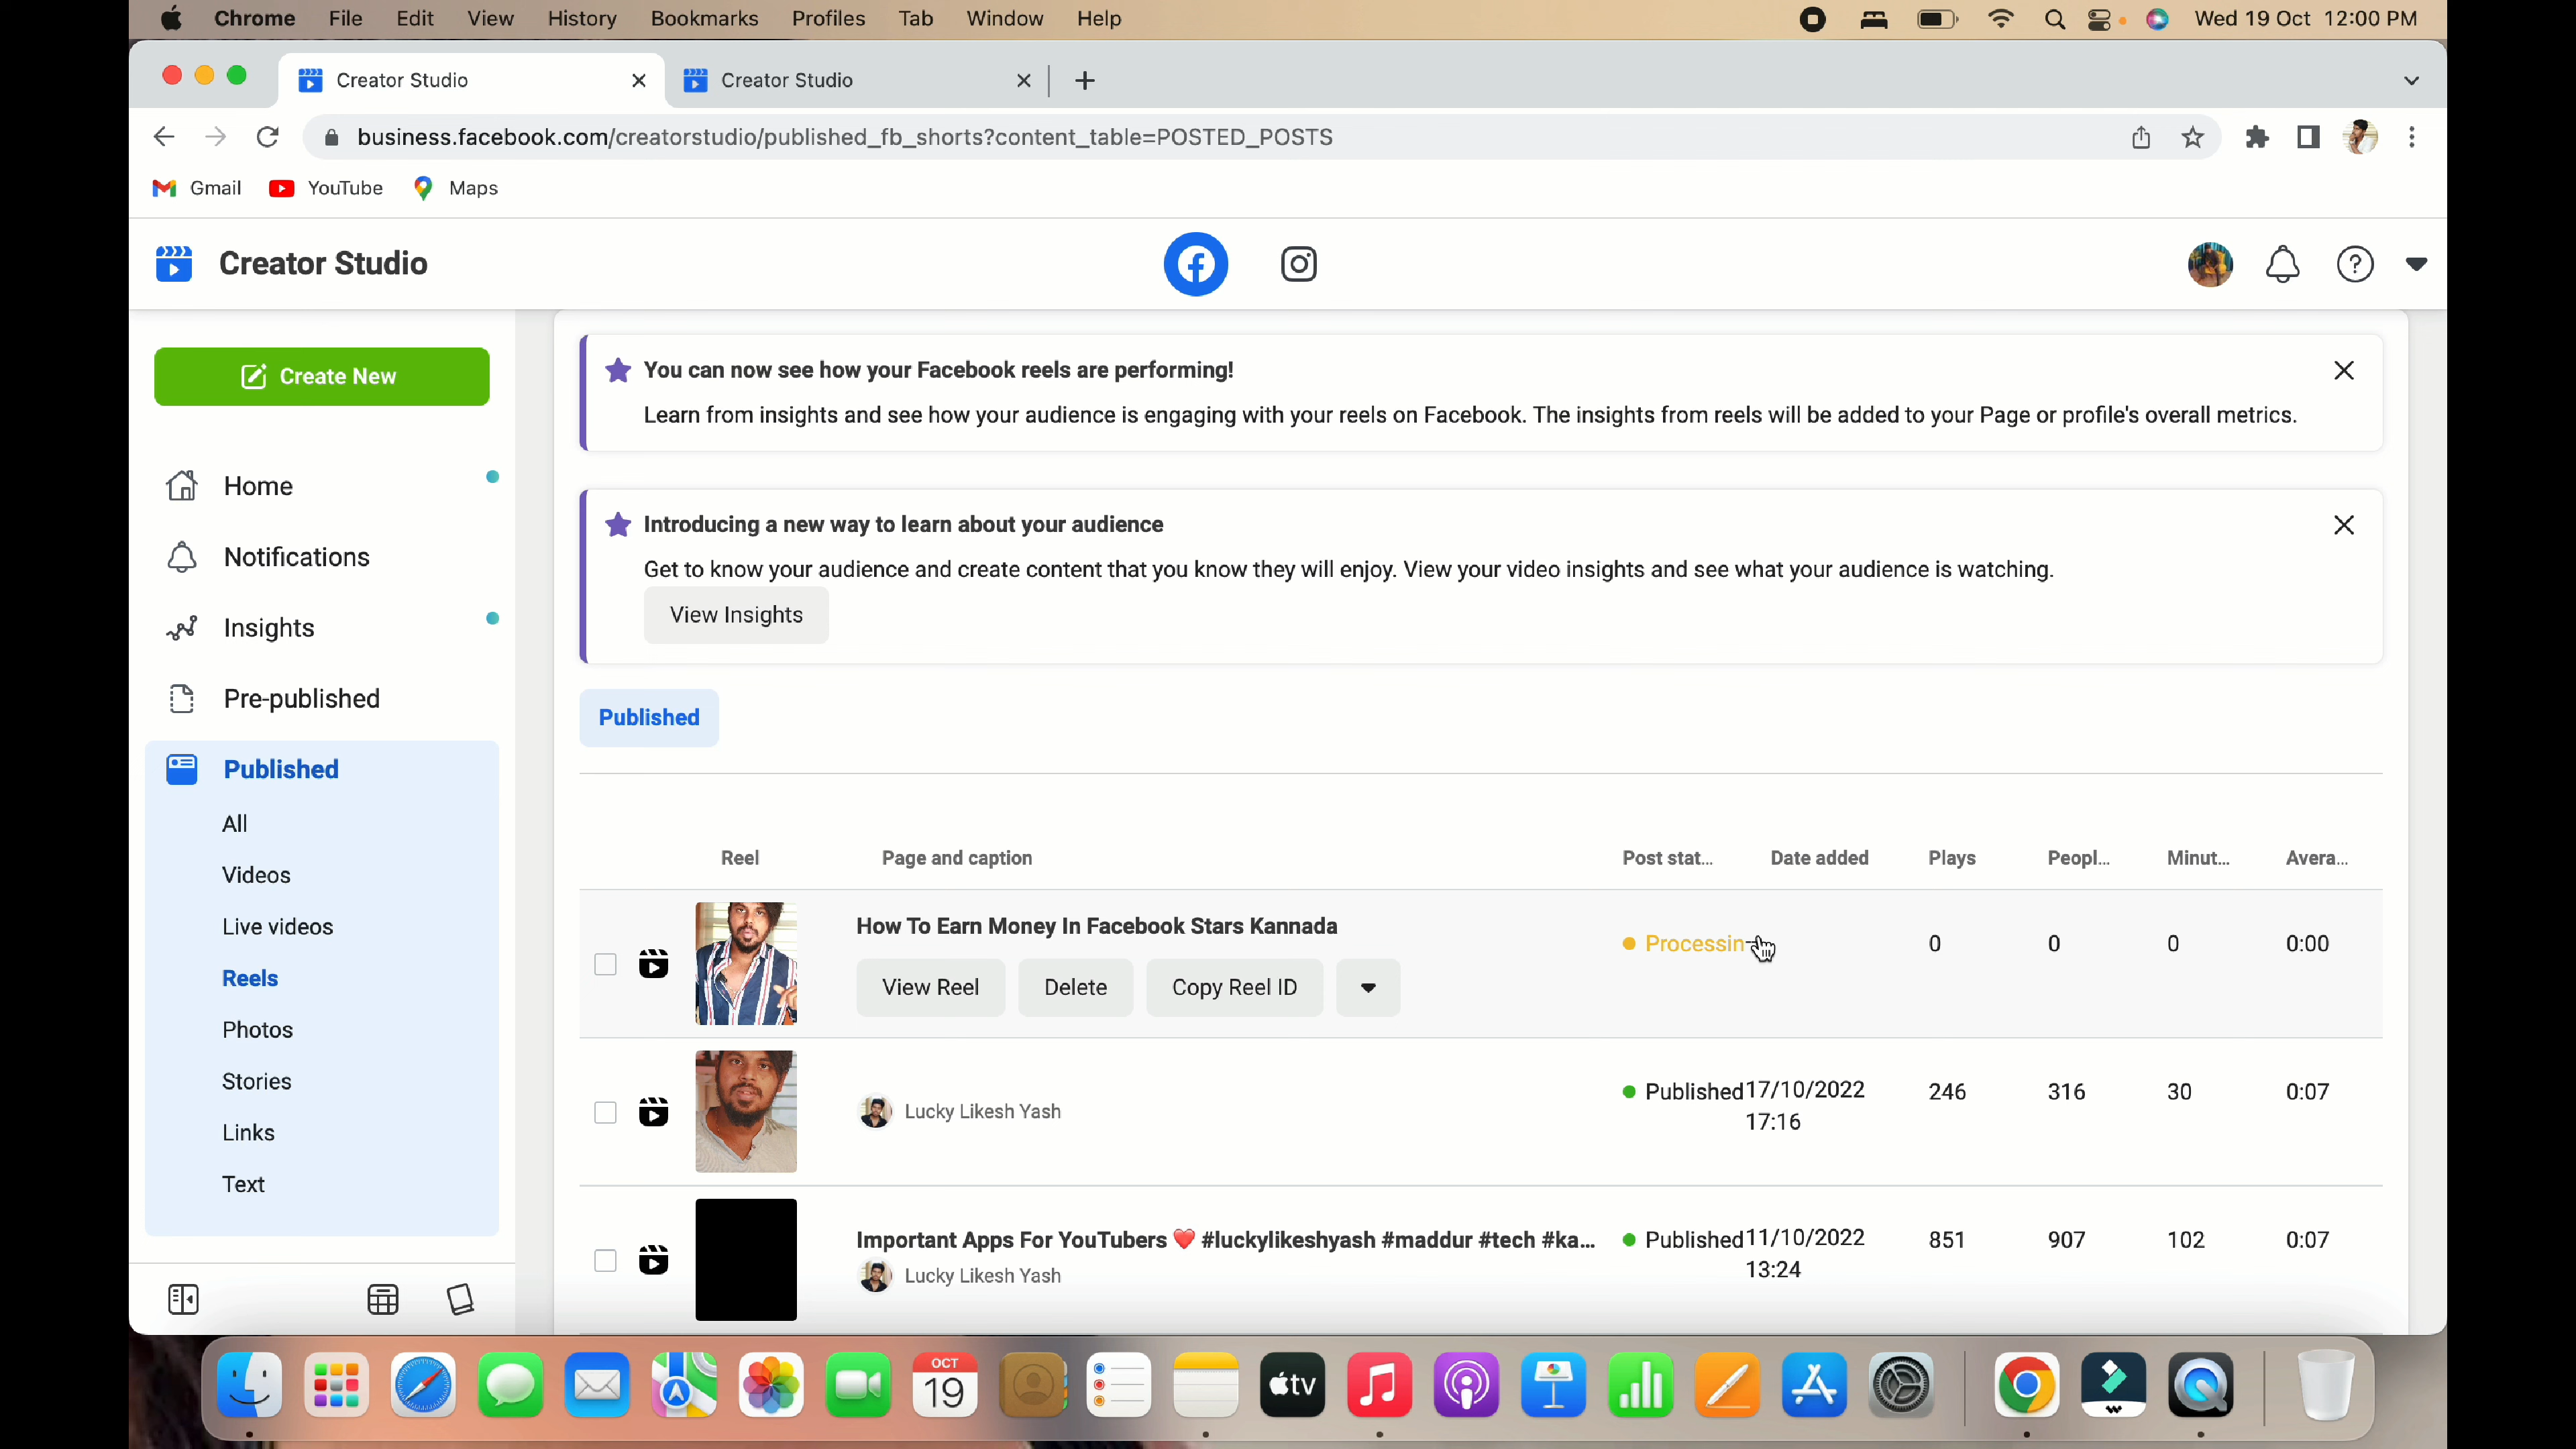 Chrome File Edit View History Bookmarks Profiles Tab Window Help Wed 19 Oct 12:00 PM
Creator Studio Creator Studio
business.facebook.com/creatorstudio/published_fb_shorts?content_table=POSTED_POSTS
Gmail YouTube Maps
Creator Studio
Create New
Home
Notifications
Insights
Pre-published
Published
All
Videos
Live videos
Reels
Photos
Stories
Links
Text
You can now see how your Facebook reels are performing!
Learn from insights and see how your audience is engaging with your reels on Facebook. The insights from reels will be added to your Page or profile's overall metrics.
Introducing a new way to learn about your audience
Get to know your audience and create content that you know they will enjoy. View your video insights and see what your audience is watching.
View Insights
Published
Reel Page and caption Post stat... Date added Plays Peopl... Minut... Avera...
How To Earn Money In Facebook Stars Kannada
Processin 0 0 0 0:00
View Reel Delete Copy Reel ID
Lucky Likesh Yash
Published 17/10/2022 246 316 30 0:07
17:16
Important Apps For YouTubers ❤️ #luckylikeshyash #maddur #tech #ka... Published 11/10/2022 851 907 102 0:07
Lucky Likesh Yash 13:24
OCT
19
tv